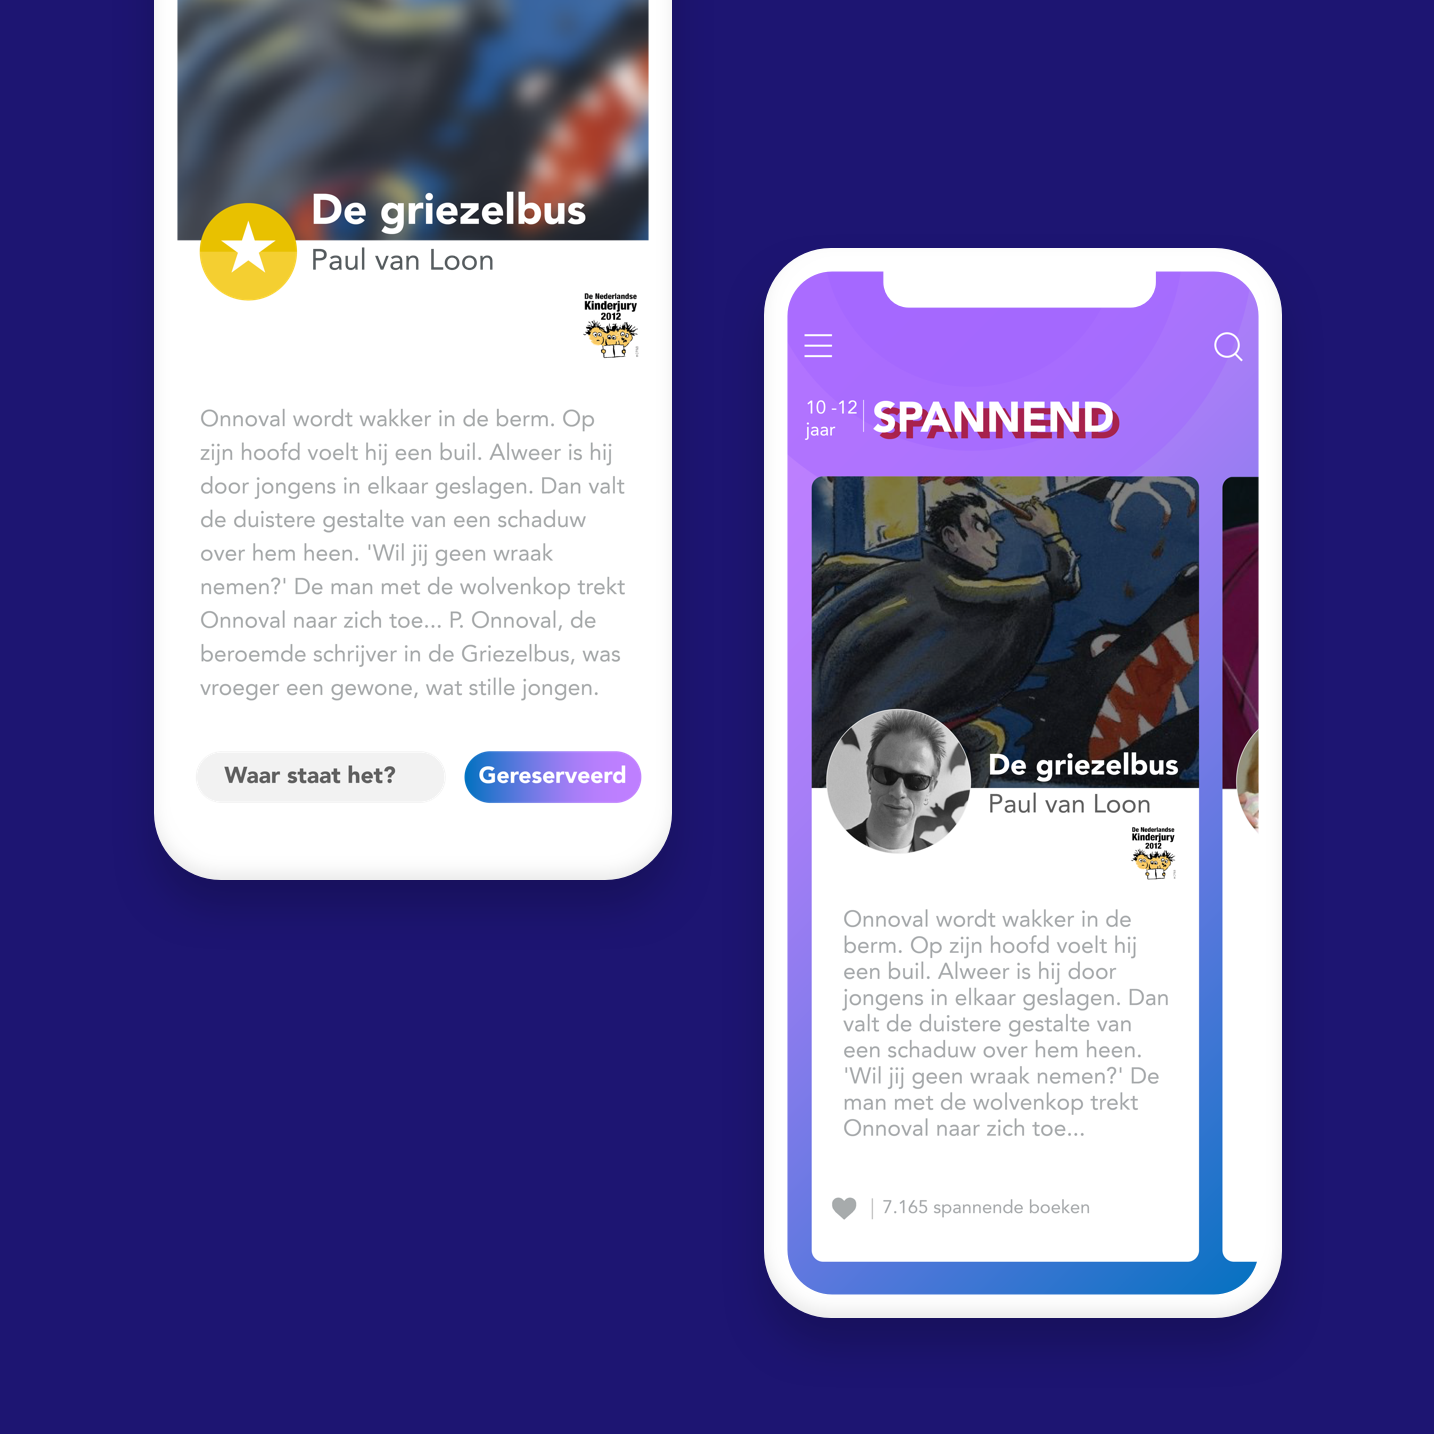 De griezelbus
Paul van Loon
De Nederlandse
Kinderjury
2012
Onnoval wordt wakker in de berm. Op
zijn hoofd voelt hij een buil. Alweer is hij
door jongens in elkaar geslagen. Dan valt
de duistere gestalte van een schaduw
over hem heen. 'Wil jij geen wraak
nemen?' De man met de wolvenkop trekt
Onnoval naar zich toe... P. Onnoval, de
beroemde schrijver in de Griezelbus, was
vroeger een gewone, wat stille jongen.
Waar staat het?
Gereserveerd
10 -12
jaar
SPANNEND
De griezelbus
Paul van Loon
De Nederlandse
Kinderjury
2012
Onnoval wordt wakker in de
berm. Op zijn hoofd voelt hij
een buil. Alweer is hij door
jongens in elkaar geslagen. Dan
valt de duistere gestalte van
een schaduw over hem heen.
'Wil jij geen wraak nemen?' De
man met de wolvenkop trekt
Onnoval naar zich toe...
7.165 spannende boeken